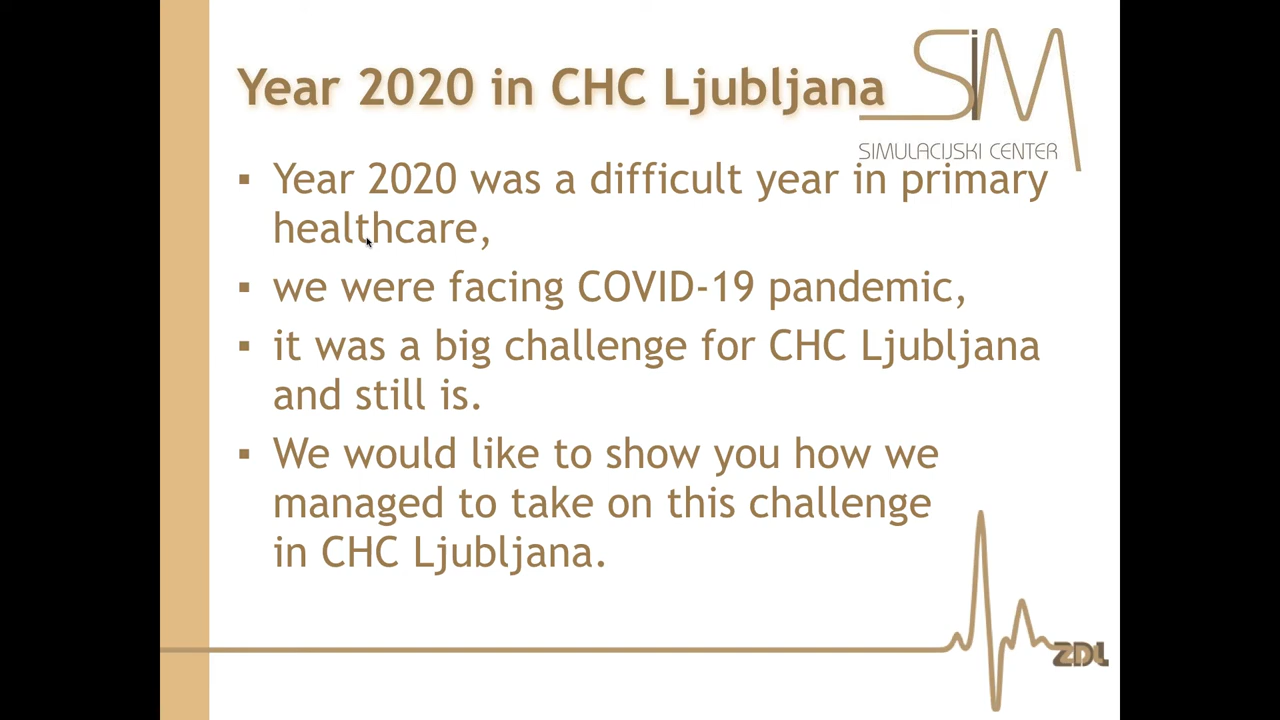 Year 2020 in CHC Ljubljana
SiM
SIMULACIJSKI CENTER
▪ Year 2020 was a difficult year in primary
healthcare,
▪ we were facing COVID-19 pandemic,
▪ it was a big challenge for CHC Ljubljana
and still is.
▪ We would like to show you how we
managed to take on this challenge
in CHC Ljubljana.
ZDL